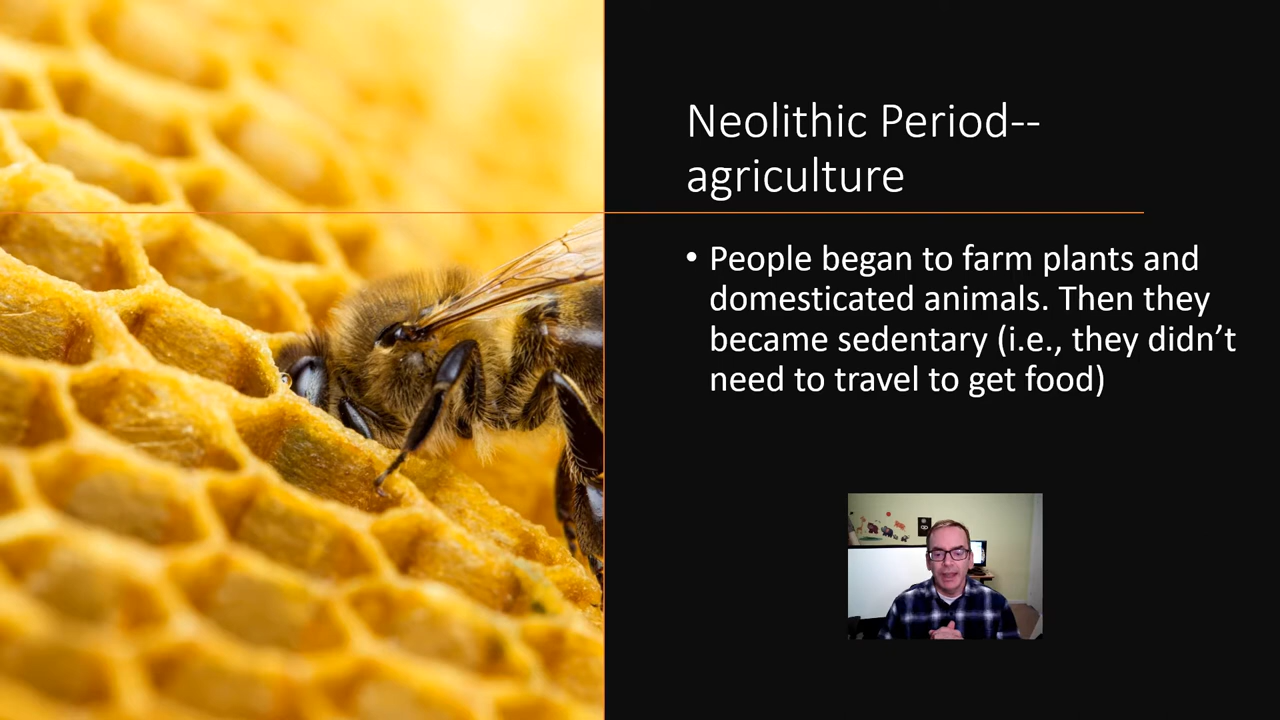 Neolithic Period--
agriculture
• People began to farm plants and
domesticated animals. Then they
became sedentary (i.e., they didn’t
need to travel to get food)